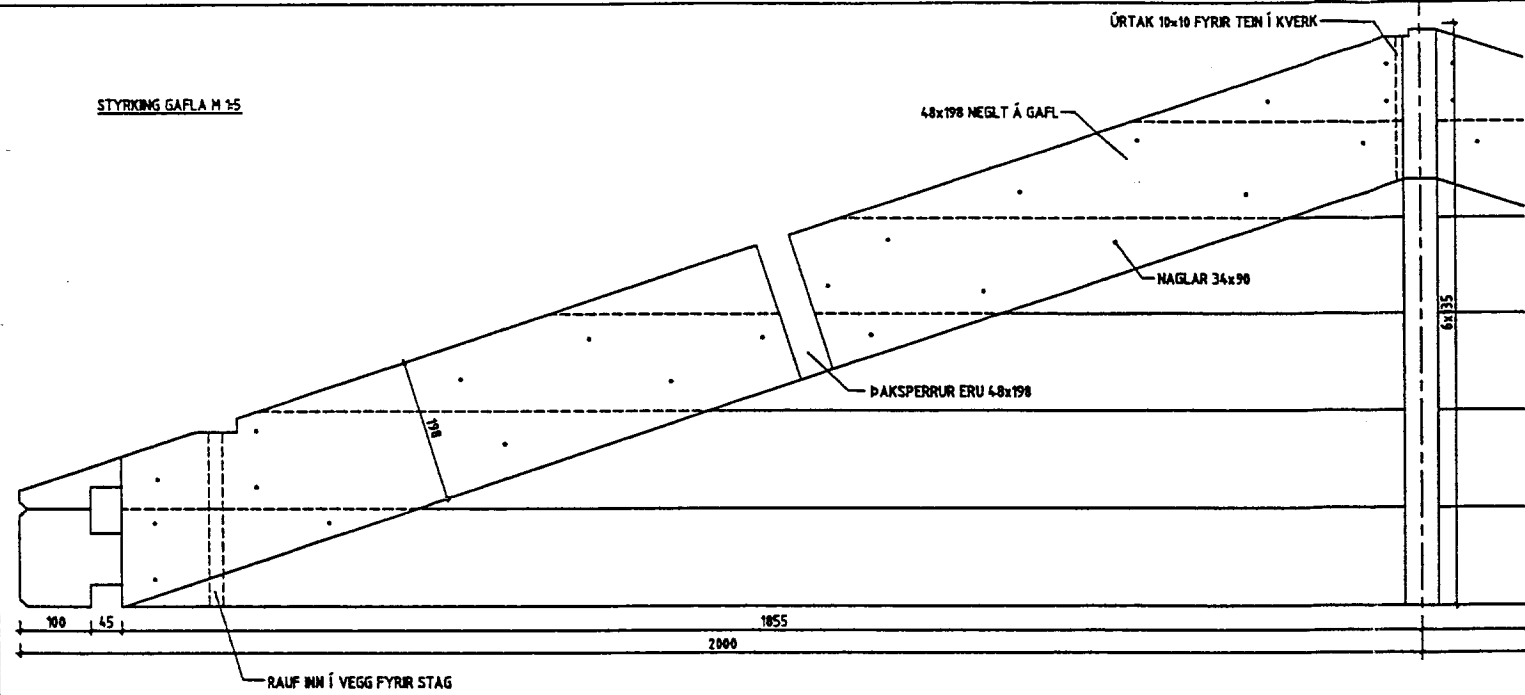 ÚRTAK 10x10 FYRIR TEIN Í KVERK
STYRKING GAFLA M 1:5
48x198 NEGLT Á GAFL
NAGLAR 34x90
6x135
ÞAKSPERRUR ERU 48x198
198
100
45
1855
2000
RAUF INN Í VEGG FYRIR STAG